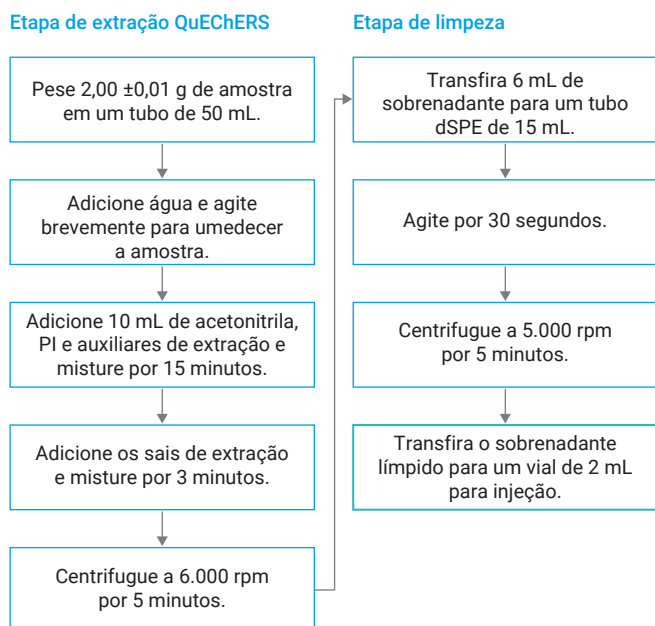 Etapa de extração QuEChERS
Pese 2,00 ±0,01 g de amostra
em um tubo de 50 mL.
Adicione água e agite
brevemente para umedecer
a amostra.
Adicione 10 mL de acetonitrila,
PI e auxiliares de extração e
misture por 15 minutos.
Adicione os sais de extração
e misture por 3 minutos.
Centrifugue a 6.000 rpm
por 5 minutos.
Etapa de limpeza
Transfira 6 mL de
sobrenadante para um tubo
dSPE de 15 mL.
Agite por 30 segundos.
Centrifugue a 5.000 rpm
por 5 minutos.
Transfira o sobrenadante
límpido para um vial de 2 mL
para injeção.